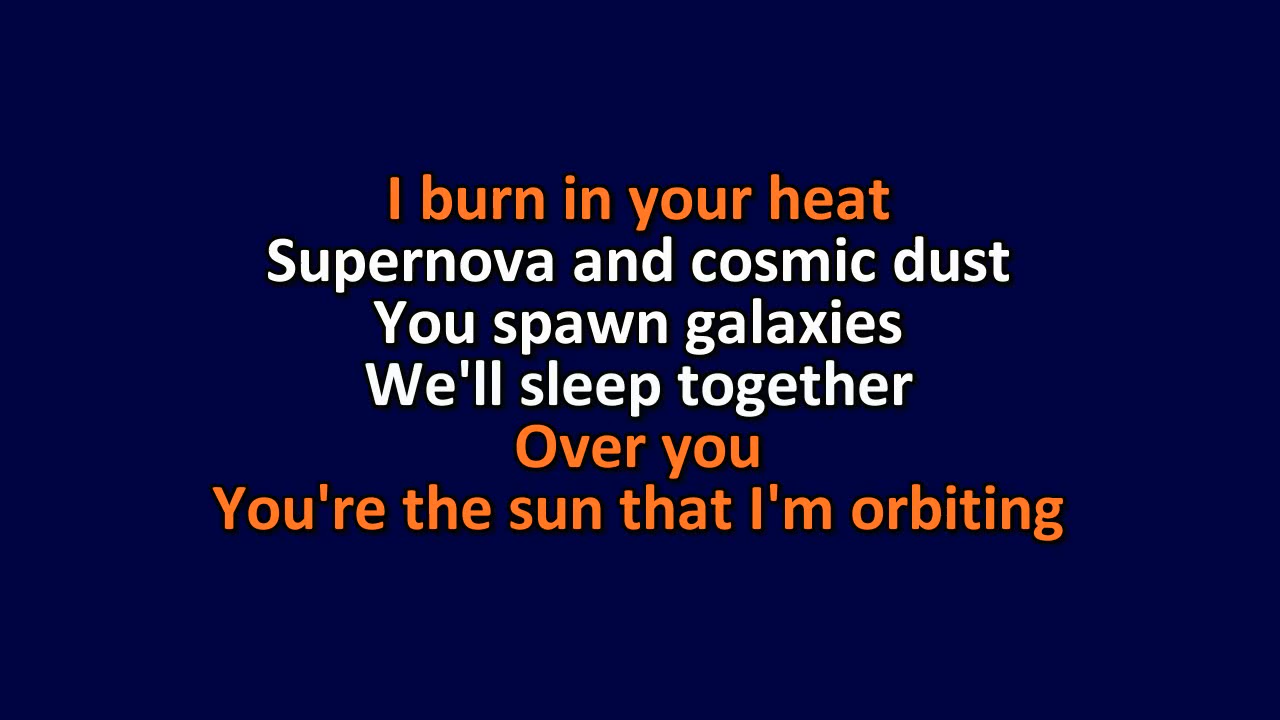 I burn in your heat
Supernova and cosmic dust
You spawn galaxies
We'll sleep together
Over you
You're the sun that I'm orbiting